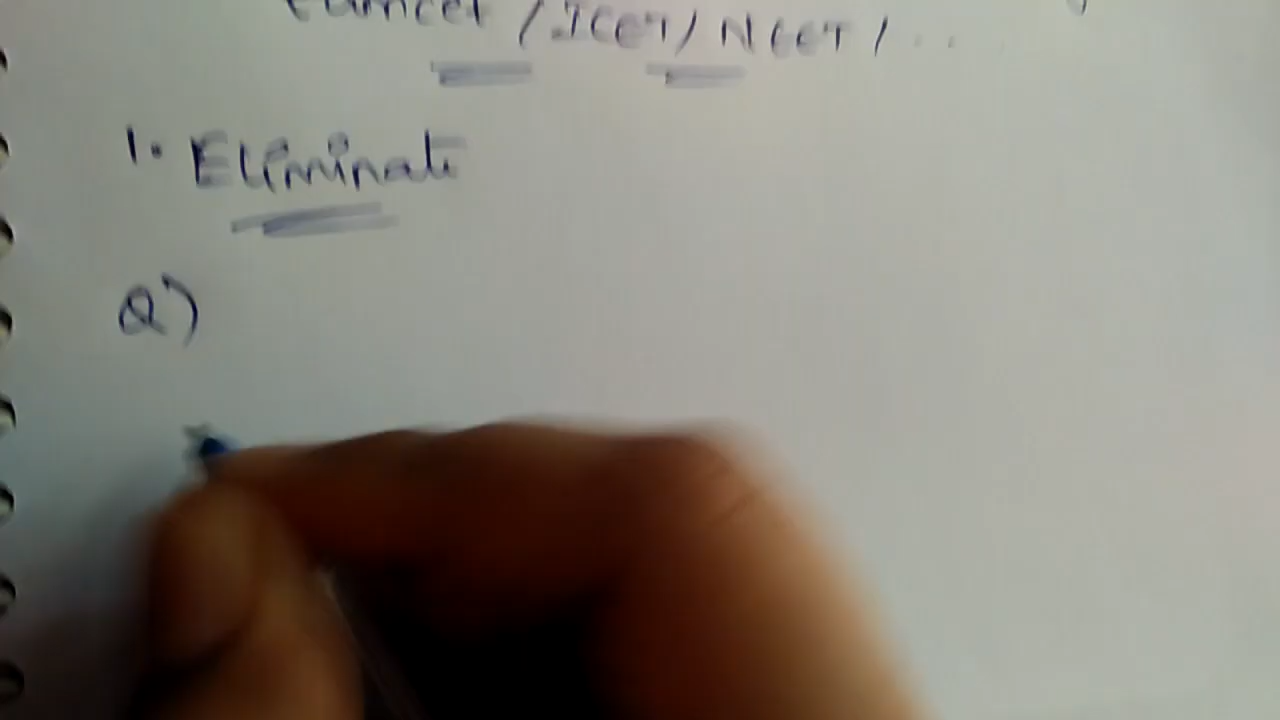 Eamcet / ICET / NEET / ...
1. Eliminate
Q)